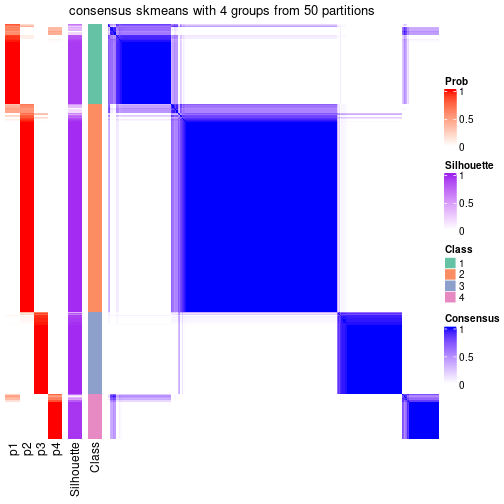 consensus skmeans with 4 groups from 50 partitions
Prob
1
0.5
0
Silhouette
1
0.5
0
Class
1
2
3
4
Consensus
1
0.5
0
p1
p2
p3
p4
Silhouette
Class